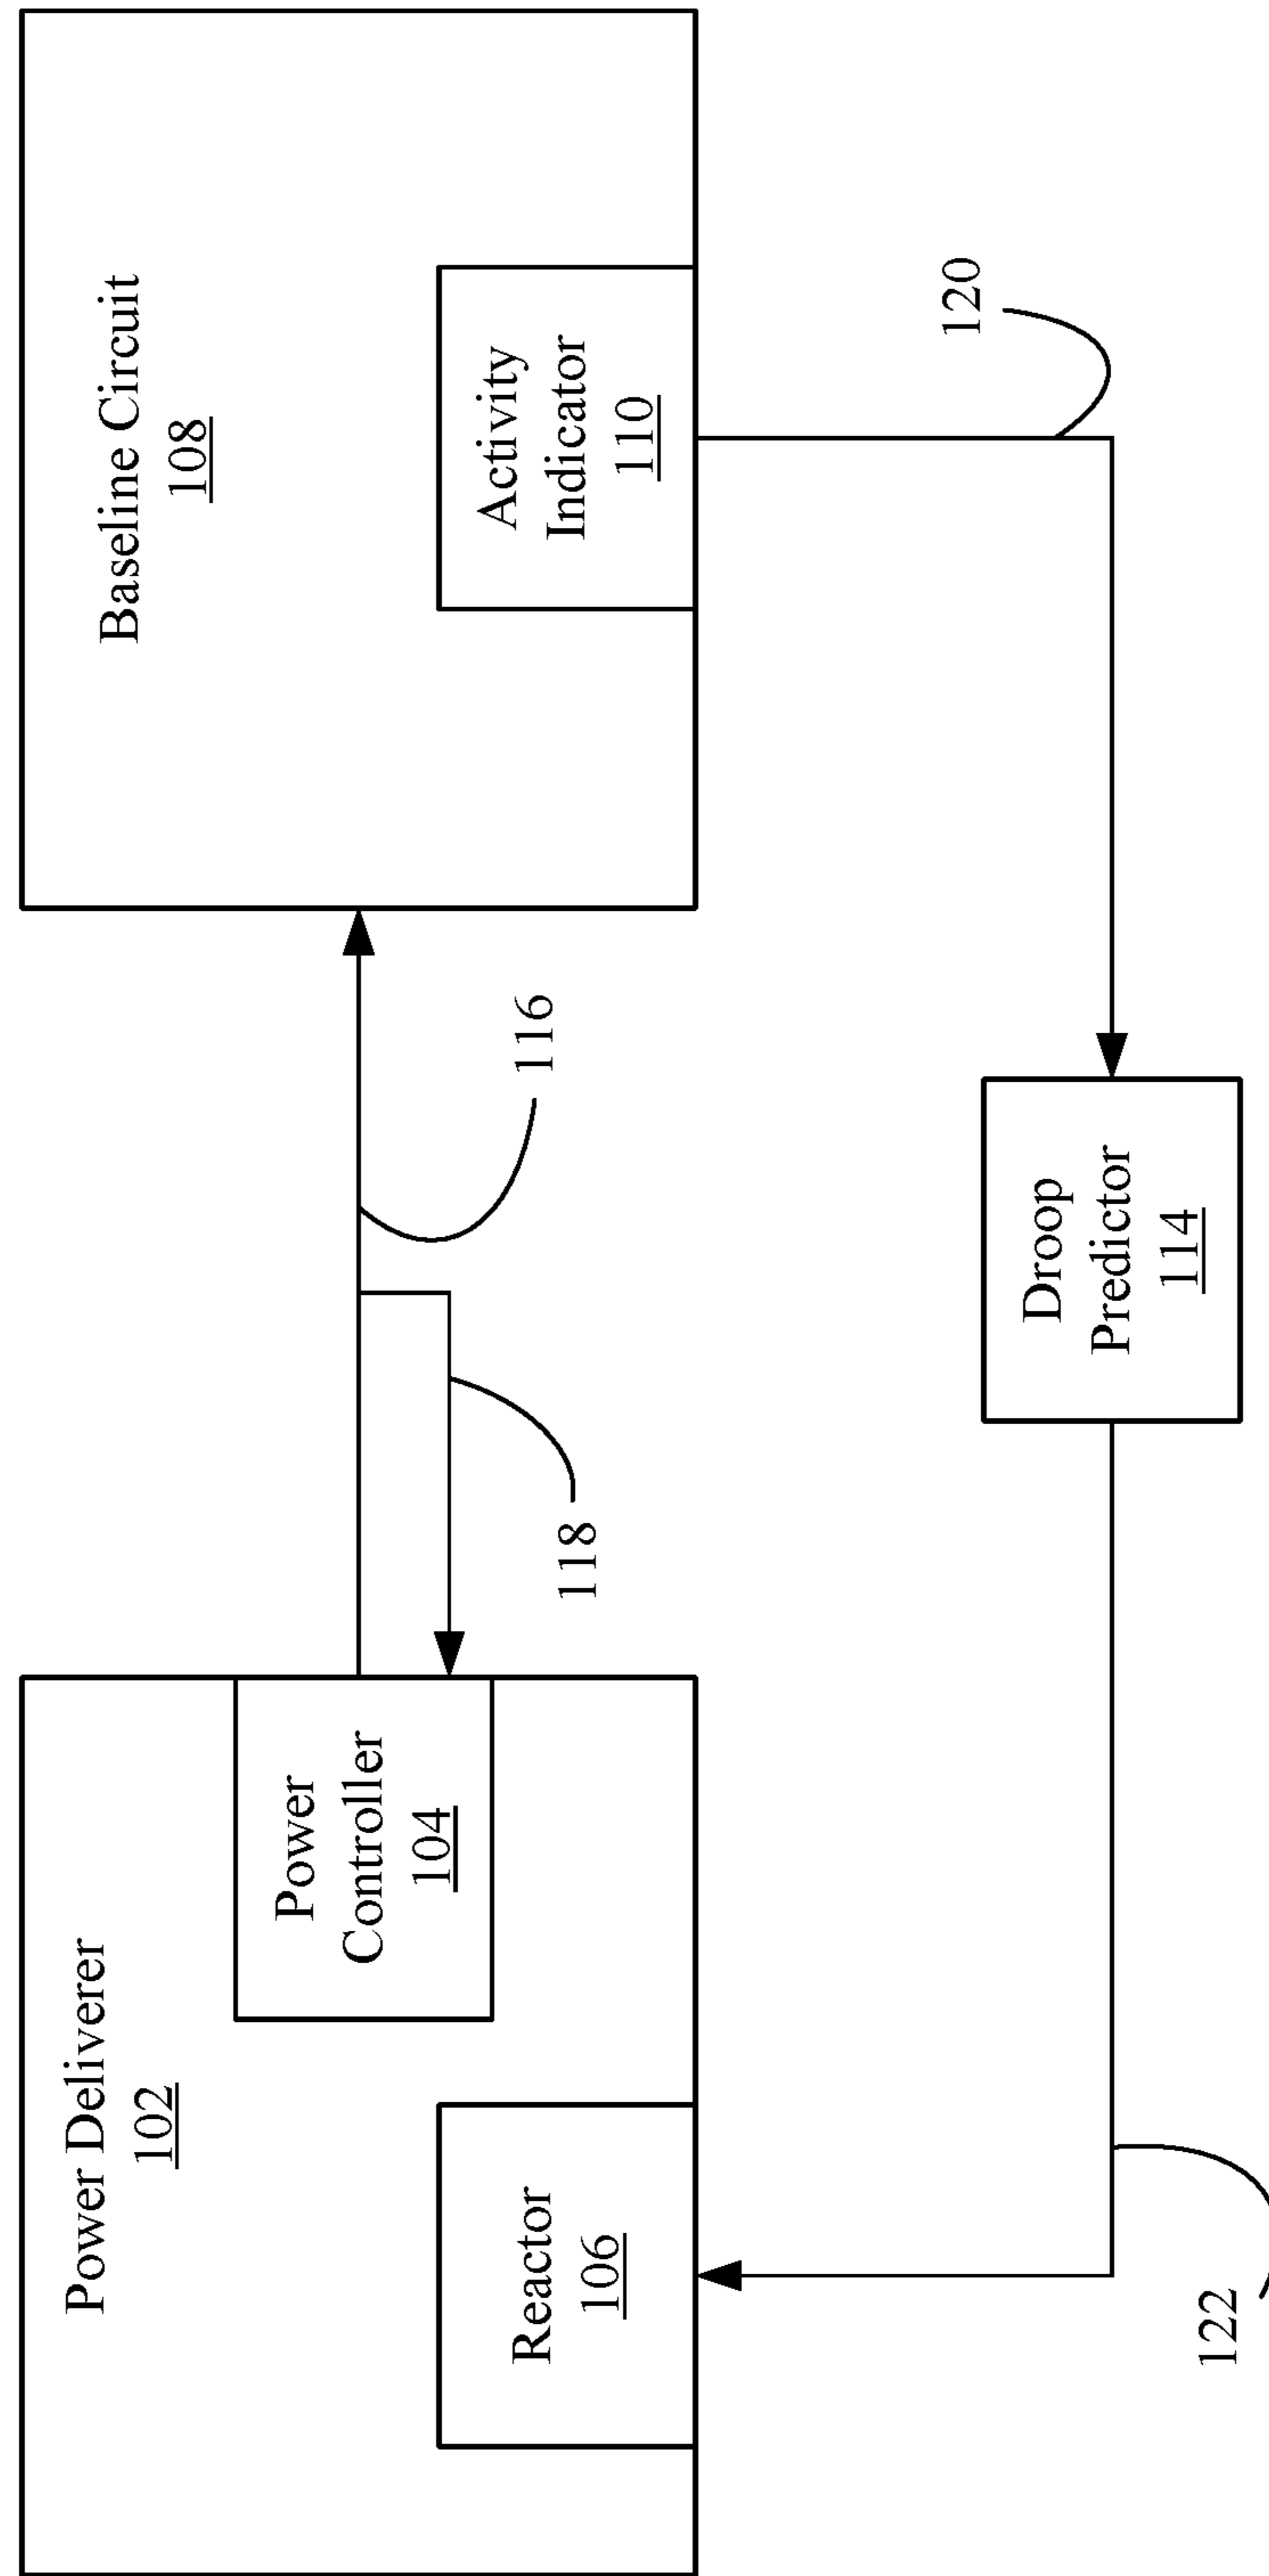 Power Deliverer
102
Power
Controller
104
Reactor
106
118
116
Baseline Circuit
108
Activity
Indicator
110
120
Droop
Predictor
114
122